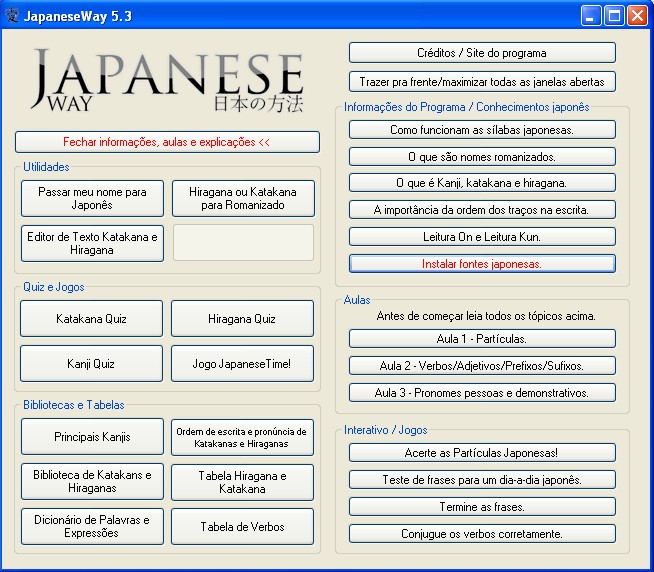 JapaneseWay 5.3
JAPANESE
WAY
日本の方法
Fechar informações, aulas e explicações <<
Utilidades
Passar meu nome para
Japonês
Hiragana ou Katakana
para Romanizado
Editor de Texto Katakana e
Hiragana
Quiz e Jogos
Katakana Quiz
Hiragana Quiz
Kanji Quiz
Jogo JapaneseTime!
Bibliotecas e Tabelas
Principais Kanjis
Ordem de escrita e pronúncia de
Katakanas e Hiraganas
Biblioteca de Katakans e
Hiraganas
Tabela Hiragana e
Katakana
Dicionário de Palavras e
Expressões
Tabela de Verbos
Créditos / Site do programa
Trazer pra frente/maximizar todas as janelas abertas
Informações do Programa / Conhecimentos japonês
Como funcionam as sílabas japonesas.
O que são nomes romanizados.
O que é Kanji, katakana e hiragana.
A importância da ordem dos traços na escrita.
Leitura On e Leitura Kun.
Instalar fontes japonesas.
Aulas
Antes de começar leia todos os tópicos acima.
Aula 1 - Partículas.
Aula 2 - Verbos/Adjetivos/Prefixos/Sufixos.
Aula 3 - Pronomes pessoas e demonstrativos.
Interativo / Jogos
Acerte as Partículas Japonesas!
Teste de frases para um dia-a-dia japonês.
Termine as frases.
Conjugue os verbos corretamente.